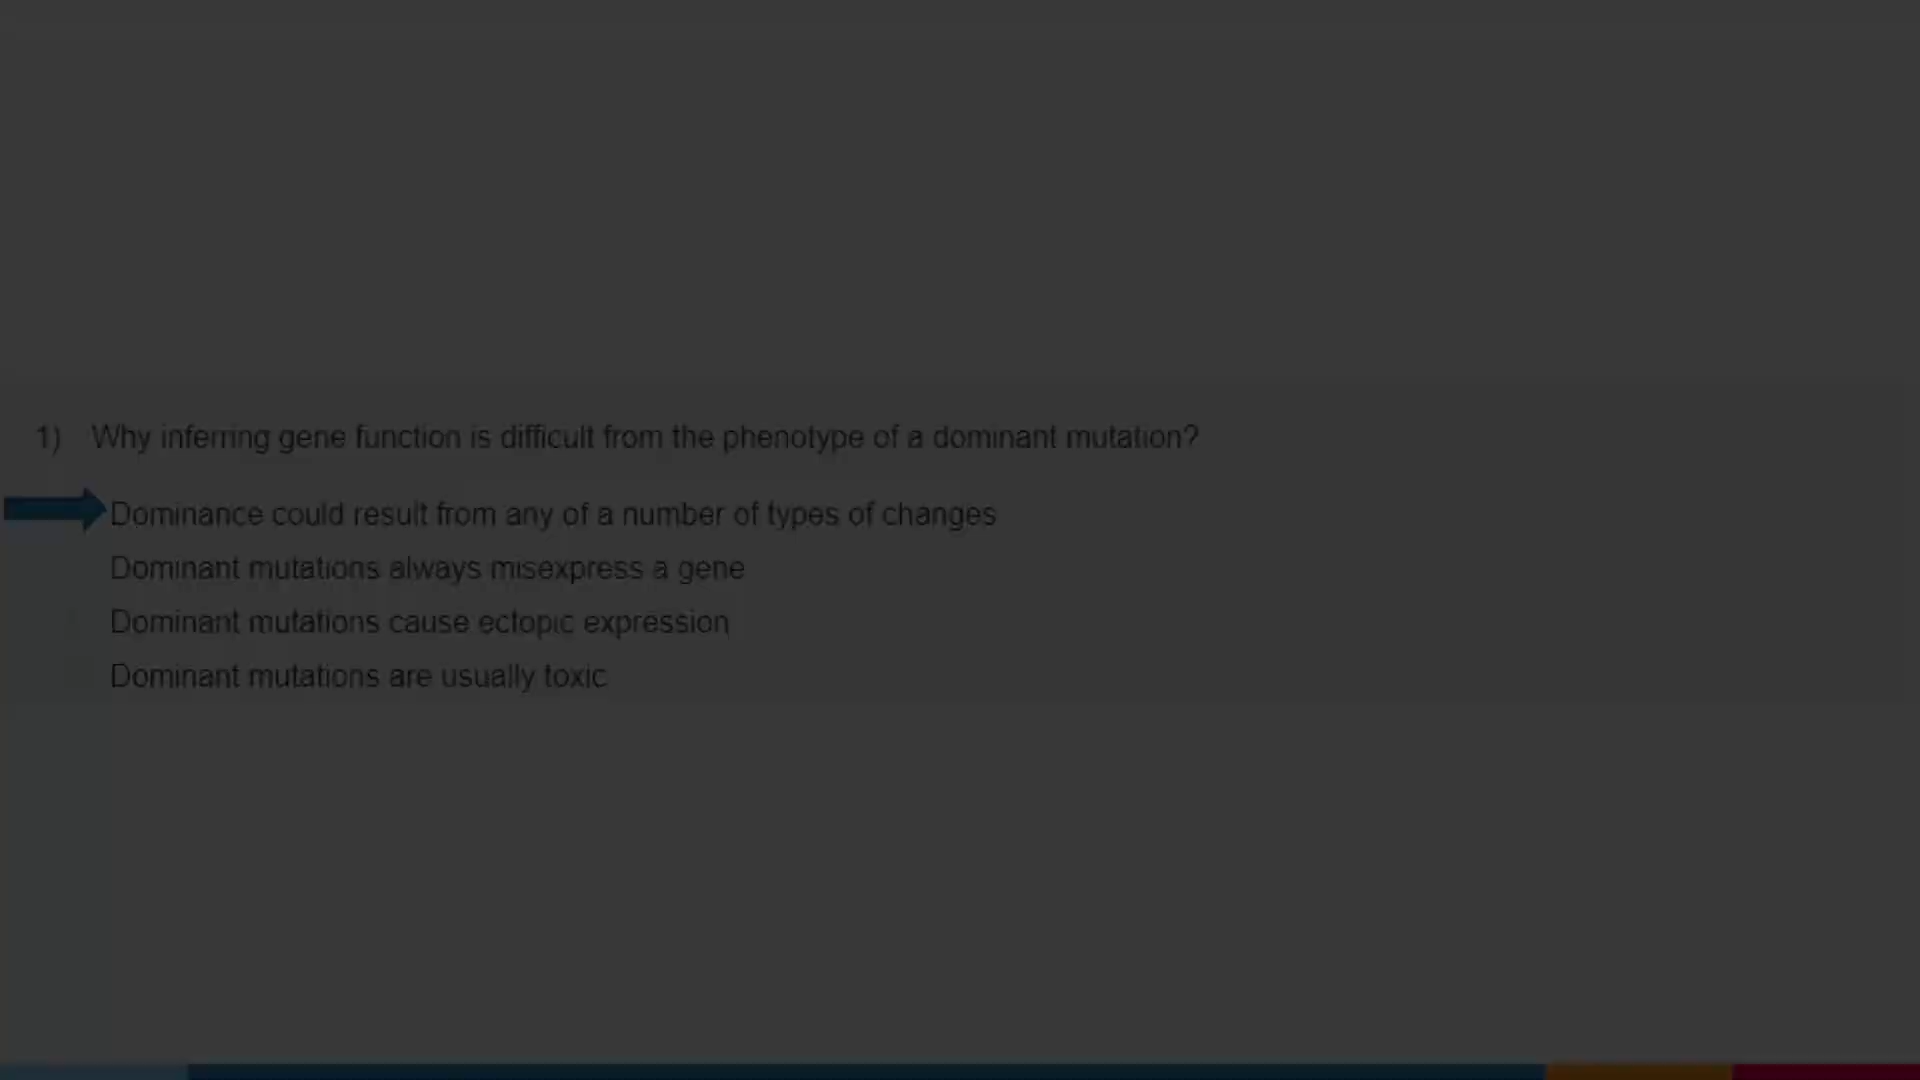 1) Why inferring gene function is difficult from the phenotype of a dominant mutation?
Dominance could result from any of a number of types of changes
Dominant mutations always misexpress a gene
Dominant mutations cause ectopic expression
Dominant mutations are usually toxic